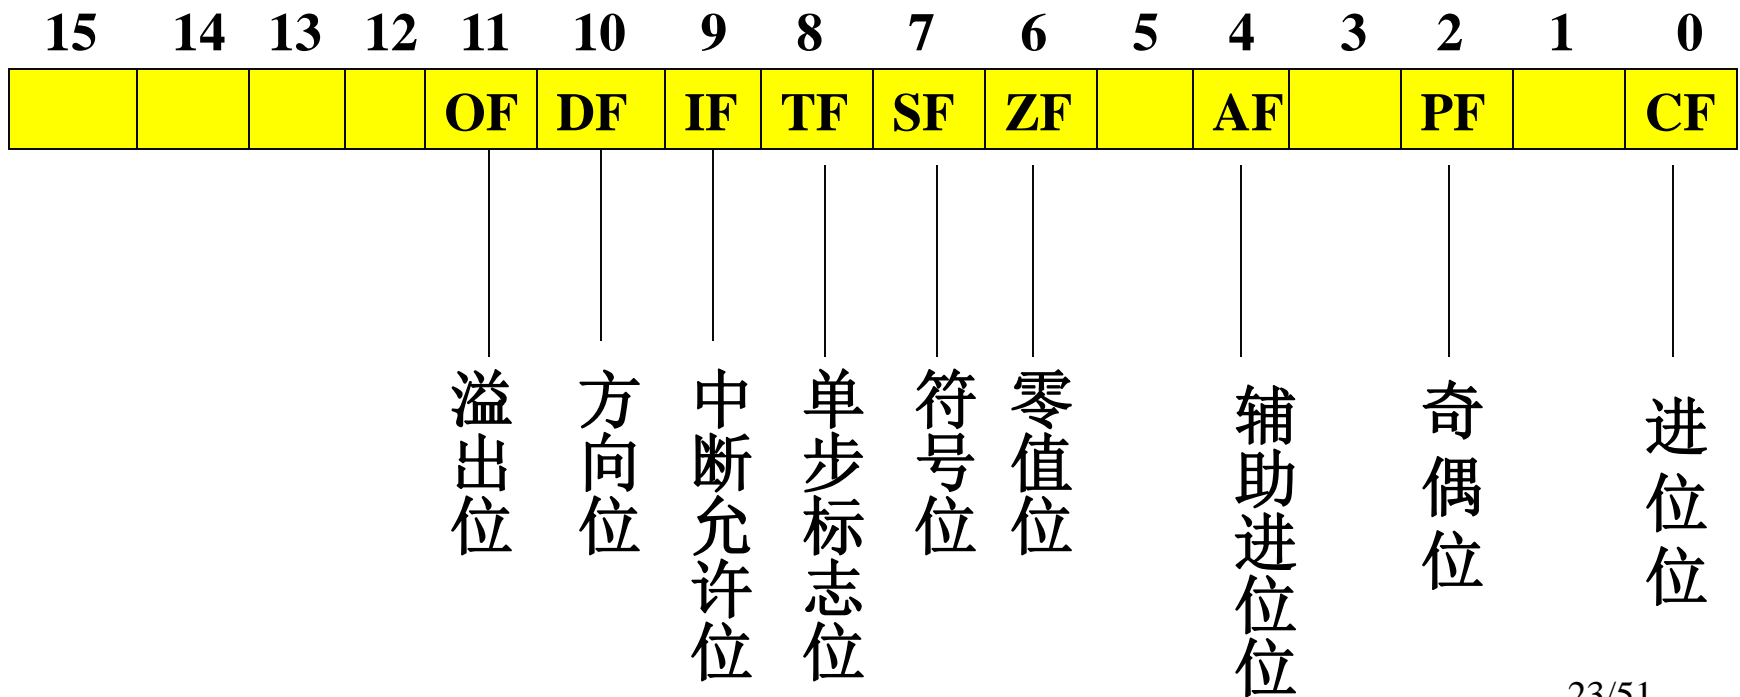 15 14 13 12 11 10 9 8 7 6 5 4 3 2 1 0
OF DF IF TF SF ZF AF PF CF
溢出位
方向位
中断允许位
单步标志位
符号位
零值位
辅助进位位
奇偶位
进位位
23/51